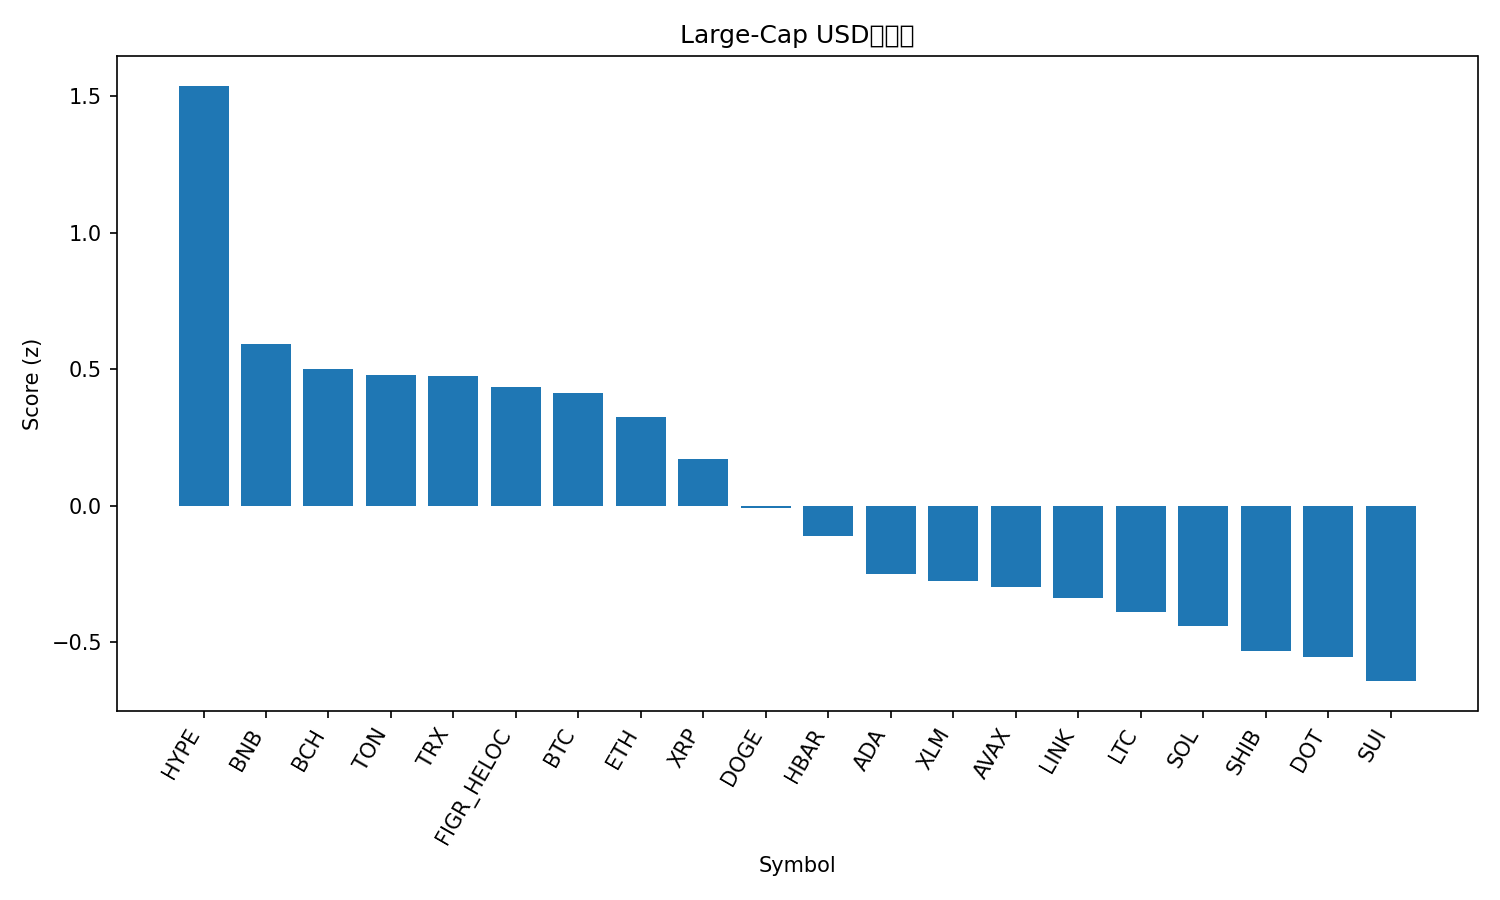 Large-Cap USD
1.5
1.0
0.5
0.0
−0.5
Score (z)
HYPE
BNB
BCH
TON
TRX
FIGR_HELOC
BTC
ETH
XRP
DOGE
HBAR
ADA
XLM
AVAX
LINK
LTC
SOL
SHIB
DOT
SUI
Symbol